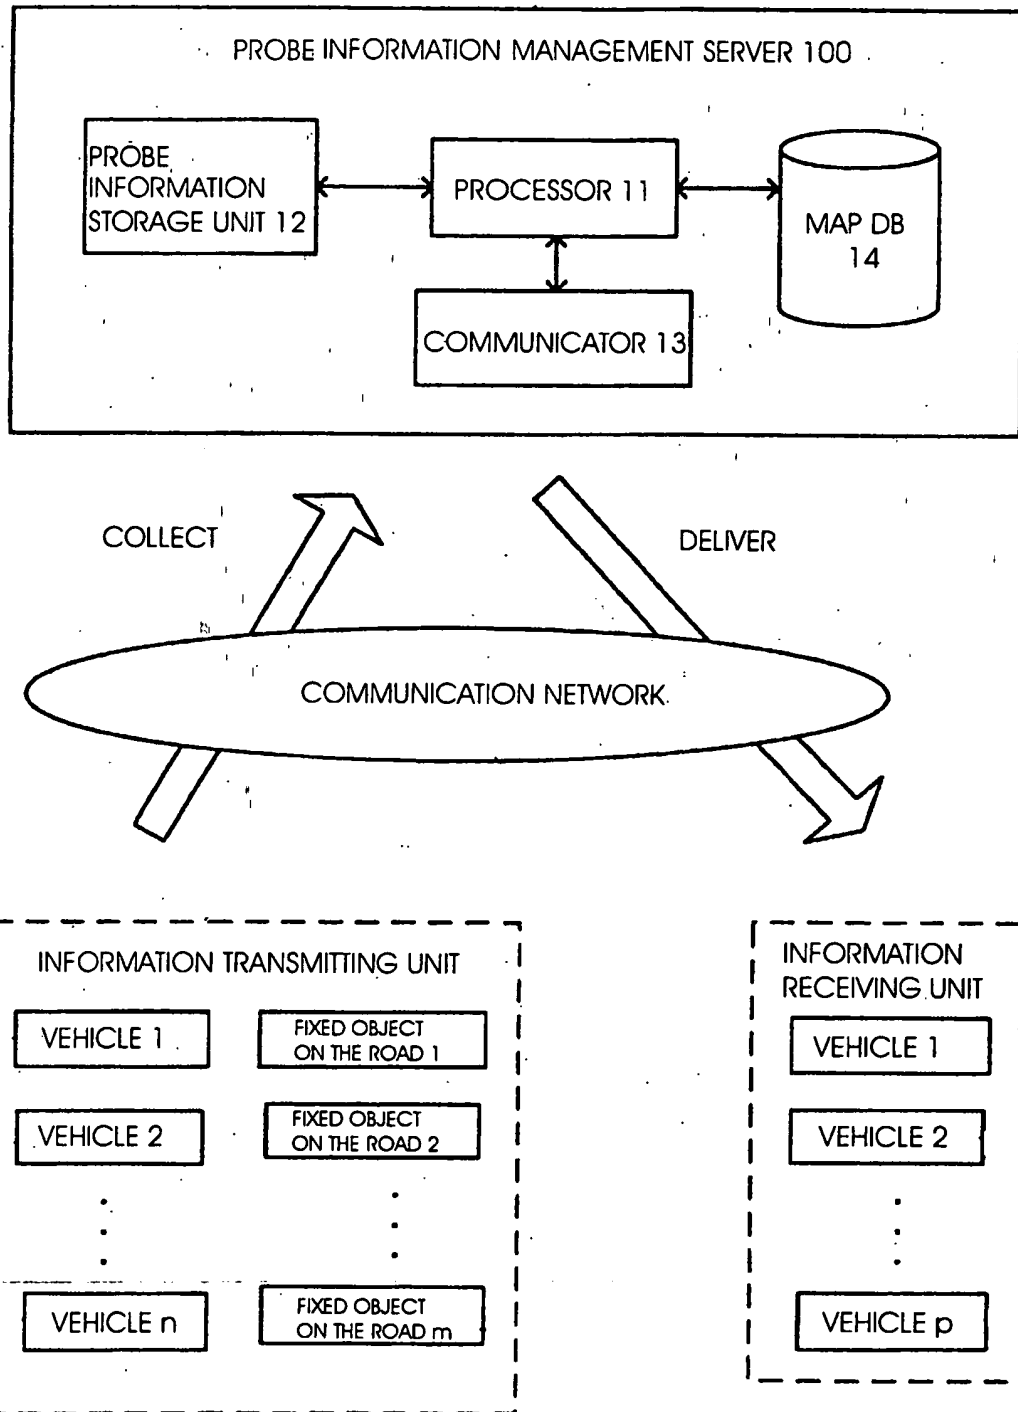 PROBE INFORMATION MANAGEMENT SERVER 100
PROBE
INFORMATION
STORAGE UNIT 12
PROCESSOR 11
MAP DB
14
COMMUNICATOR 13
COLLECT
DELIVER
COMMUNICATION NETWORK
INFORMATION TRANSMITTING UNIT
VEHICLE 1
FIXED OBJECT
ON THE ROAD 1
VEHICLE 2
FIXED OBJECT
ON THE ROAD 2
VEHICLE n
FIXED OBJECT
ON THE ROAD m
INFORMATION
RECEIVING UNIT
VEHICLE 1
VEHICLE 2
VEHICLE p